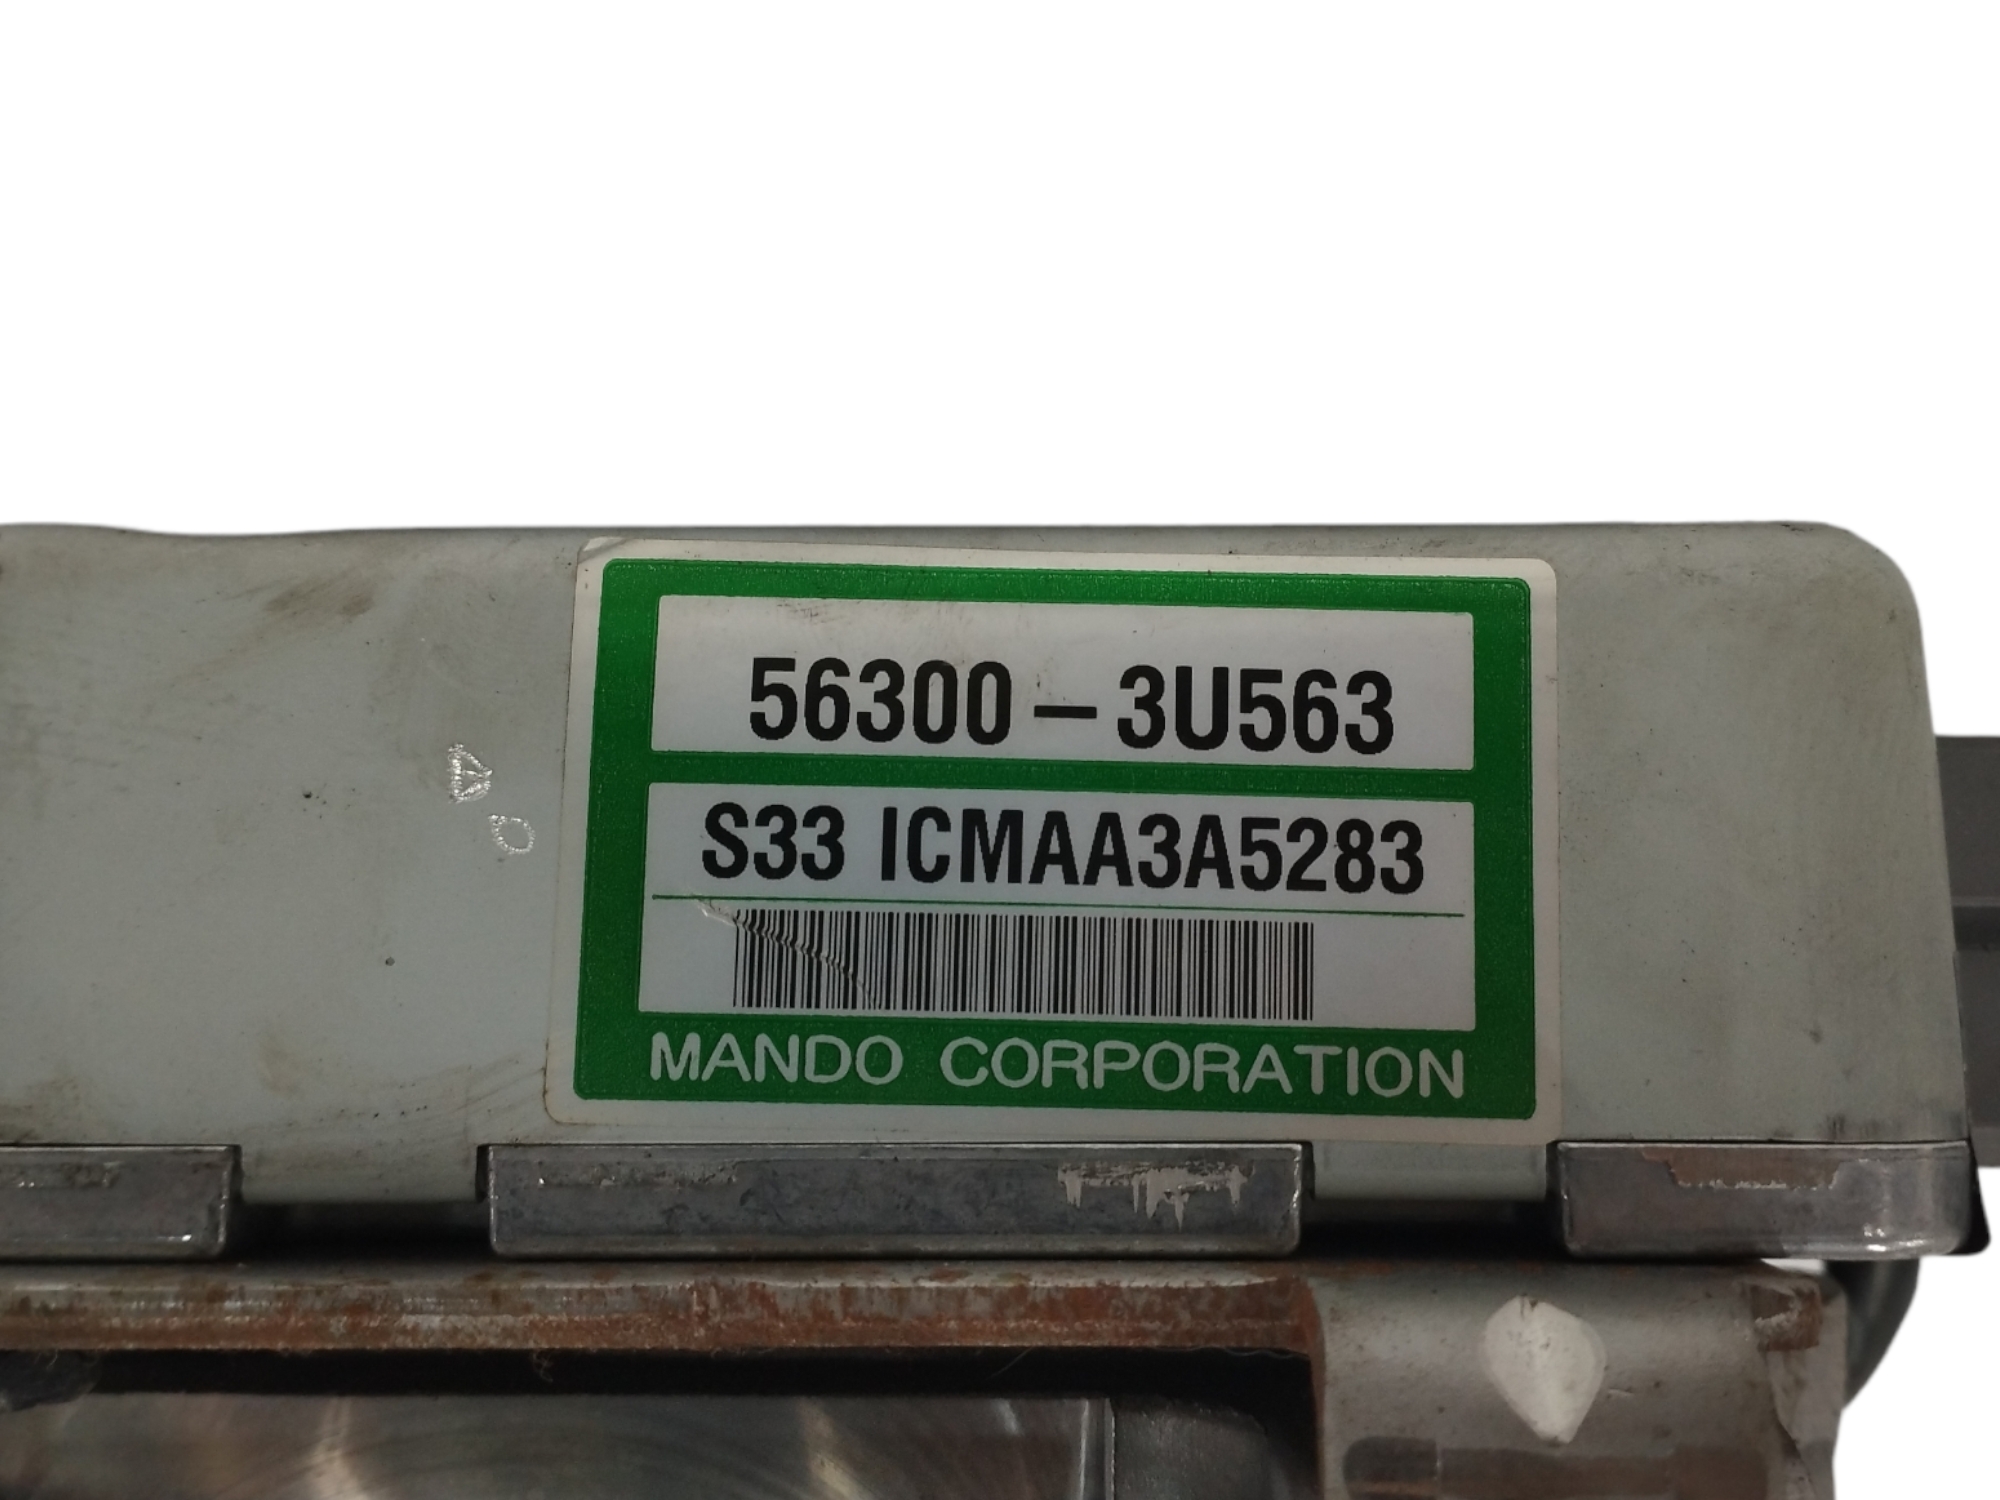 56300-3U563
S33 ICMAA3A5283
MANDO CORPORATION